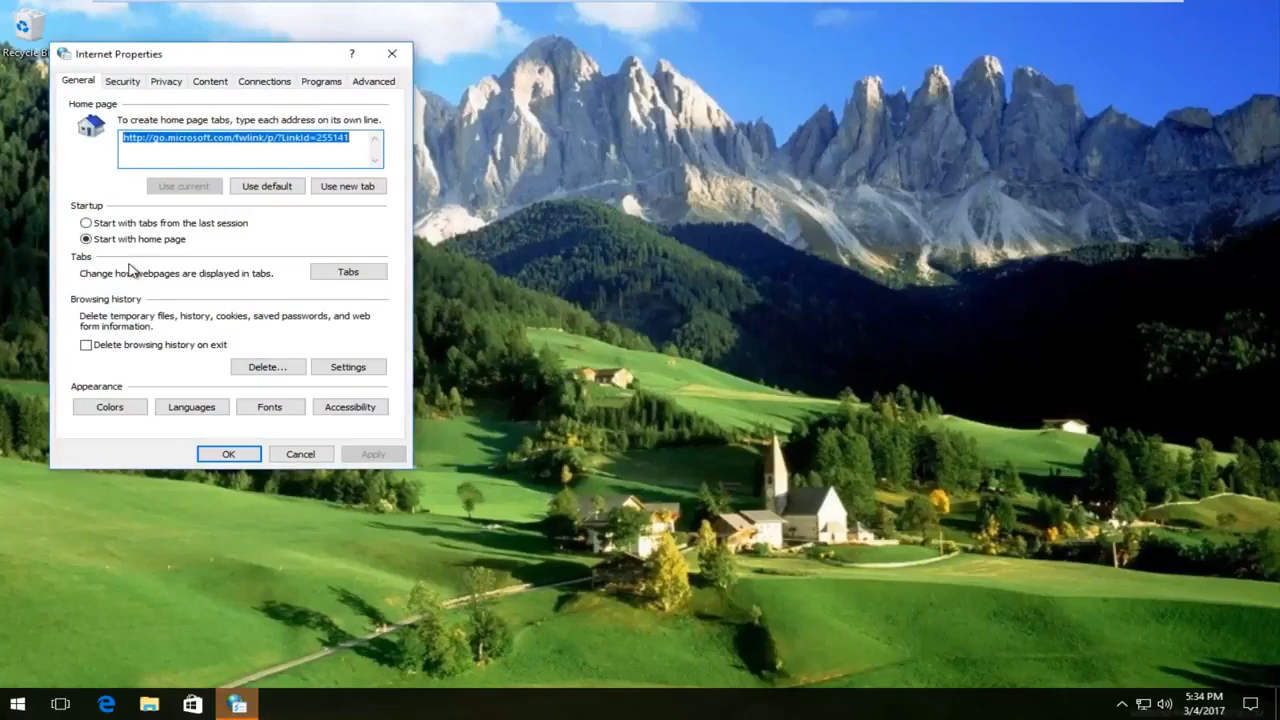 Recycle B
Internet Properties
?
General Security Privacy Content Connections Programs Advanced
Home page
To create home page tabs, type each address on its own line.
http://go.microsoft.com/fwlink/p/?LinkId=255141
Use current Use default Use new tab
Startup
Start with tabs from the last session
Start with home page
Tabs
Change how webpages are displayed in tabs. Tabs
Browsing history
Delete temporary files, history, cookies, saved passwords, and web
form information.
Delete browsing history on exit
Delete... Settings
Appearance
Colors Languages Fonts Accessibility
OK Cancel Apply
5:34 PM
3/4/2017